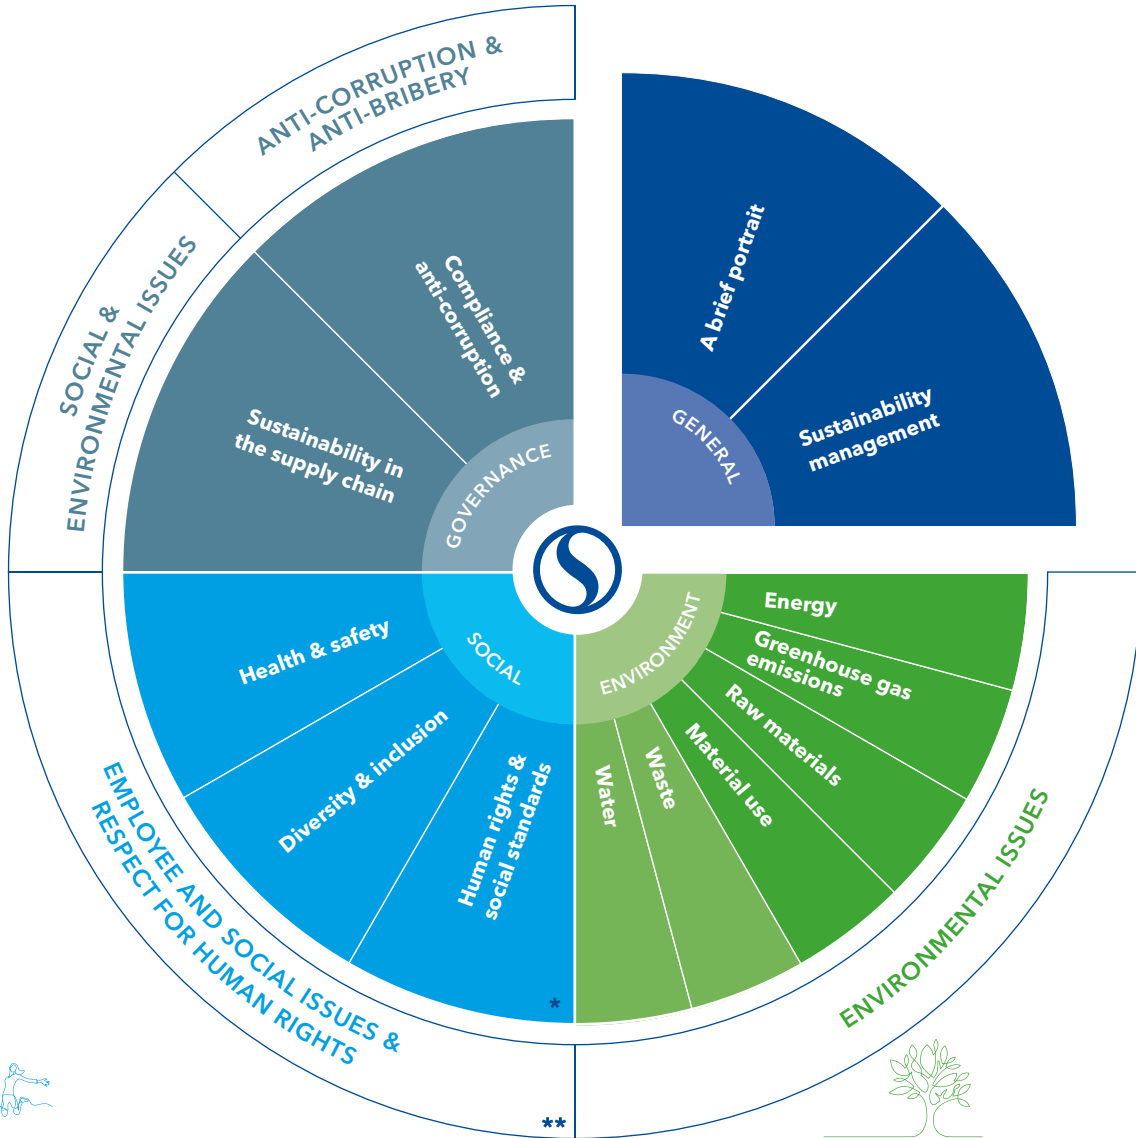 ANTI-CORRUPTION &
ANTI-BRIBERY
SOCIAL &
ENVIRONMENTAL ISSUES
Compliance &
anti-corruption
Sustainability in
the supply chain
GOVERNANCE
A brief portrait
Sustainability
management
GENERAL
Health & safety
Diversity & inclusion
Human rights &
social standards
*
SOCIAL
ENVIRONMENT
Energy
Greenhouse gas
emissions
Raw materials
Material use
Waste
Water
EMPLOYEE AND SOCIAL ISSUES &
RESPECT FOR HUMAN RIGHTS
**
ENVIRONMENTAL ISSUES